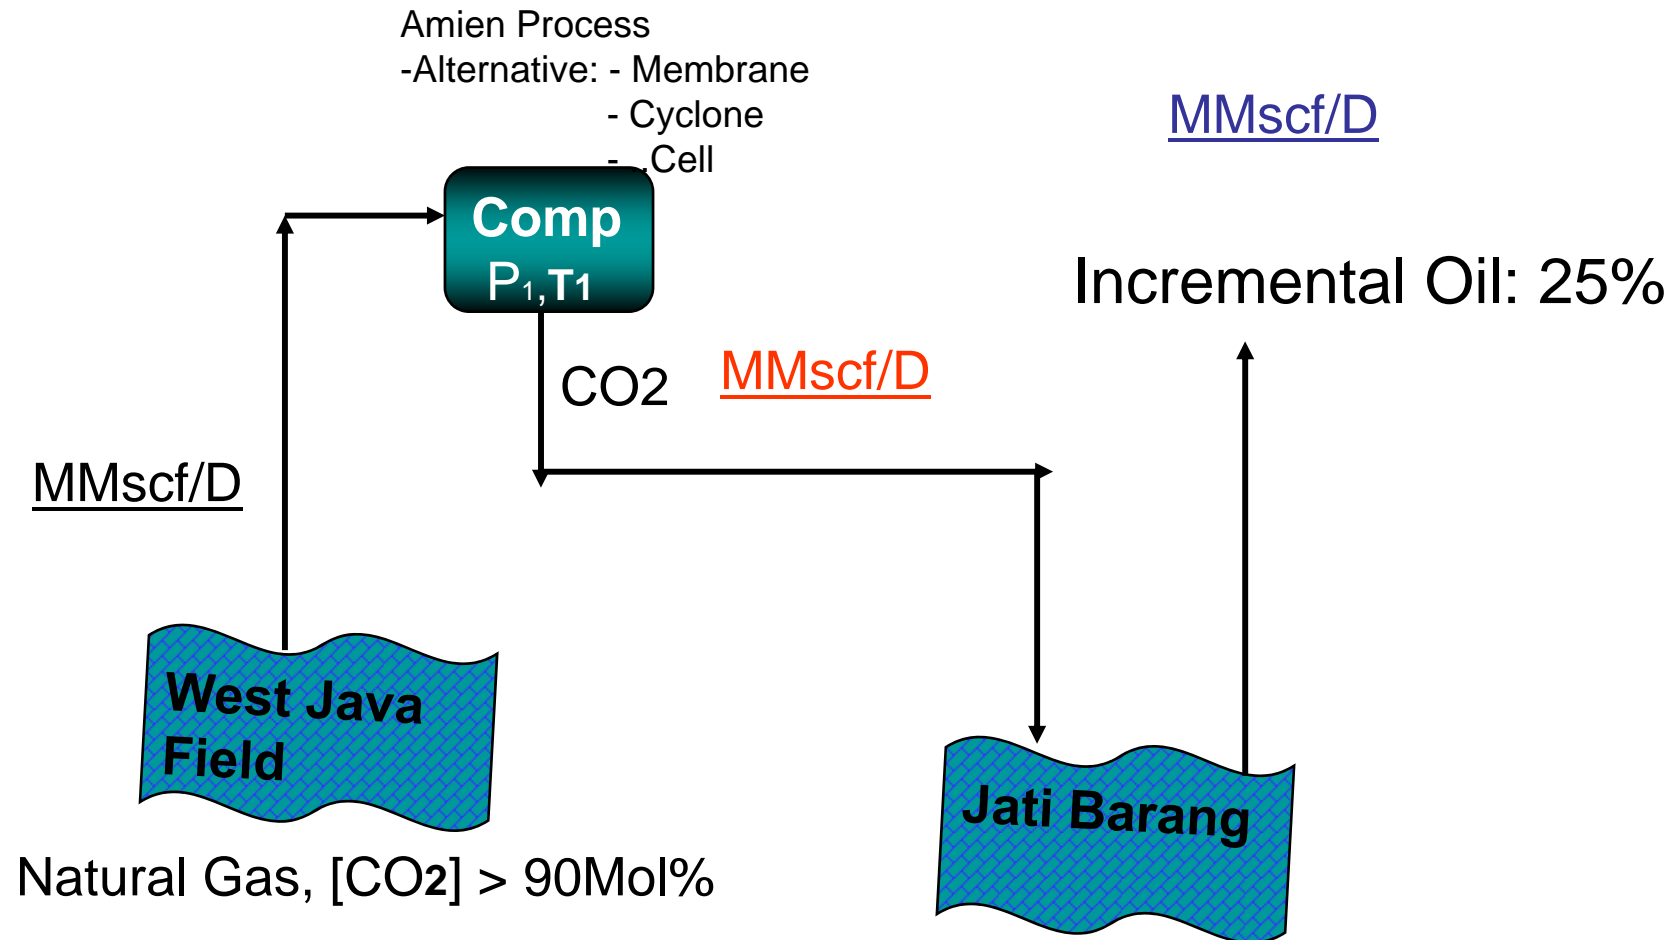 Amien Process
-Alternative: - Membrane
- Cyclone
- ..Cell
MMscf/D
Comp
P1,T1
Incremental Oil: 25%
CO2
MMscf/D
MMscf/D
West Java
Field
Jati Barang
Natural Gas, [CO2] > 90Mol%